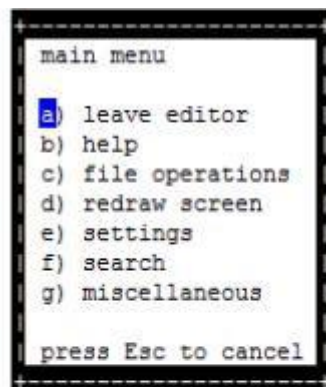 main menu
a) leave editor
b) help
c) file operations
d) redraw screen
e) settings
f) search
g) miscellaneous
press Esc to cancel